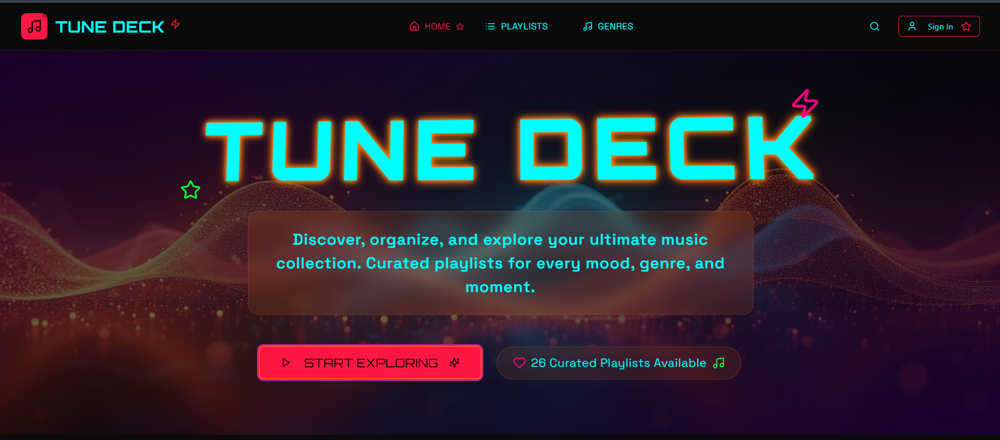 TUNE DECK
HOME
PLAYLISTS
GENRES
Sign In
TUNE DECK
Discover, organize, and explore your ultimate music
collection. Curated playlists for every mood, genre, and
moment.
START EXPLORING
26 Curated Playlists Available